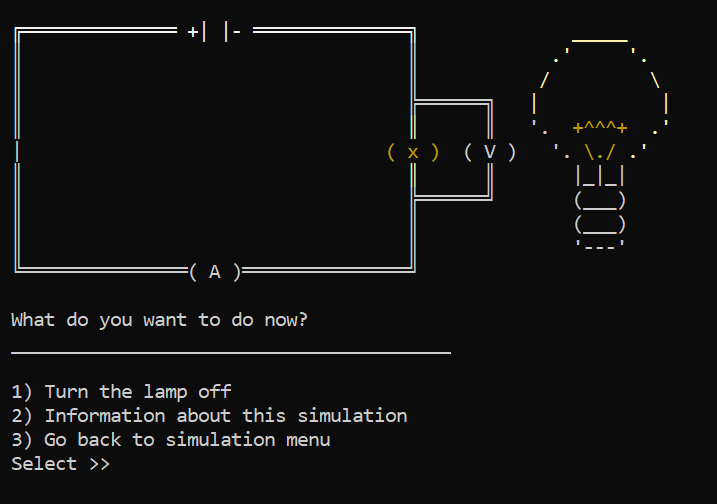 +| |-
( x ) ( V )
( A )
What do you want to do now?
1) Turn the lamp off
2) Information about this simulation
3) Go back to simulation menu
Select >>